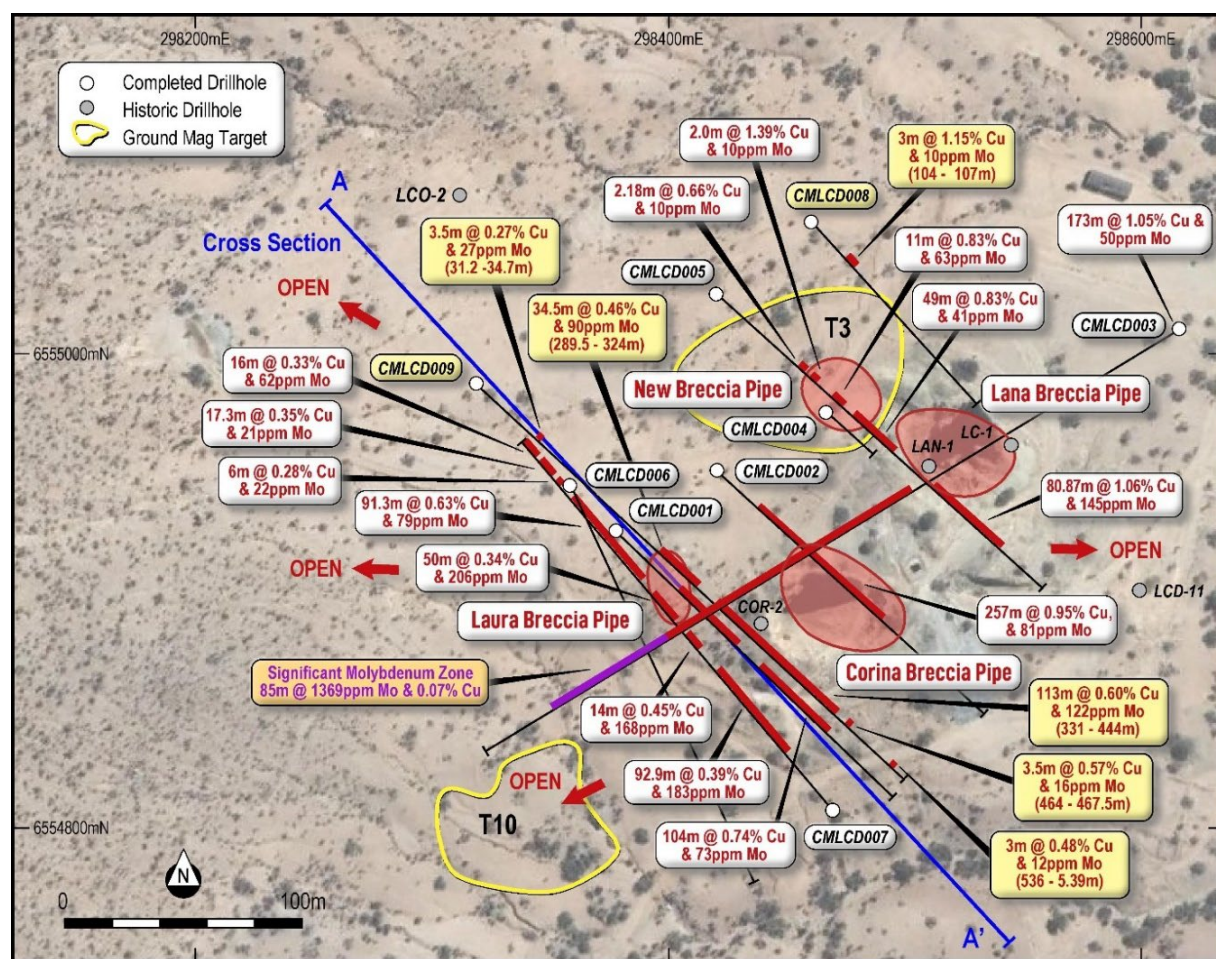 298200mE
298400mE
298600mE
Completed Drillhole
Historic Drillhole
Ground Mag Target
A
LCO-2
Cross Section
OPEN
3.5m @ 0.27% Cu
& 27ppm Mo
(31.2 -34.7m)
2.0m @ 1.39% Cu
& 10ppm Mo
2.18m @ 0.66% Cu
& 10ppm Mo
CMLCD008
3m @ 1.15% Cu
& 10ppm Mo
(104 - 107m)
173m @ 1.05% Cu &
50ppm Mo
11m @ 0.83% Cu
& 63ppm Mo
CMLCD005
34.5m @ 0.46% Cu
& 90ppm Mo
(289.5 - 324m)
T3
49m @ 0.83% Cu
& 41ppm Mo
CMLCD003
6555000mN
16m @ 0.33% Cu
& 62ppm Mo
CMLCD009
New Breccia Pipe
Lana Breccia Pipe
17.3m @ 0.35% Cu
& 21ppm Mo
CMLCD004
LC-1
LAN-1
6m @ 0.28% Cu
& 22ppm Mo
CMLCD006
CMLCD002
91.3m @ 0.63% Cu
& 79ppm Mo
CMLCD001
80.87m @ 1.06% Cu
& 145ppm Mo
OPEN
50m @ 0.34% Cu
& 206ppm Mo
OPEN
Laura Breccia Pipe
COR-2
LCD-11
257m @ 0.95% Cu,
& 81ppm Mo
Significant Molybdenum Zone
85m @ 1369ppm Mo & 0.07% Cu
Corina Breccia Pipe
14m @ 0.45% Cu
& 168ppm Mo
113m @ 0.60% Cu
& 122ppm Mo
(331 - 444m)
OPEN
92.9m @ 0.39% Cu
& 183ppm Mo
3.5m @ 0.57% Cu
& 16ppm Mo
(464 - 467.5m)
T10
6554800mN
104m @ 0.74% Cu
& 73ppm Mo
CMLCD007
3m @ 0.48% Cu
& 12ppm Mo
(536 - 5.39m)
N
0
100m
A'